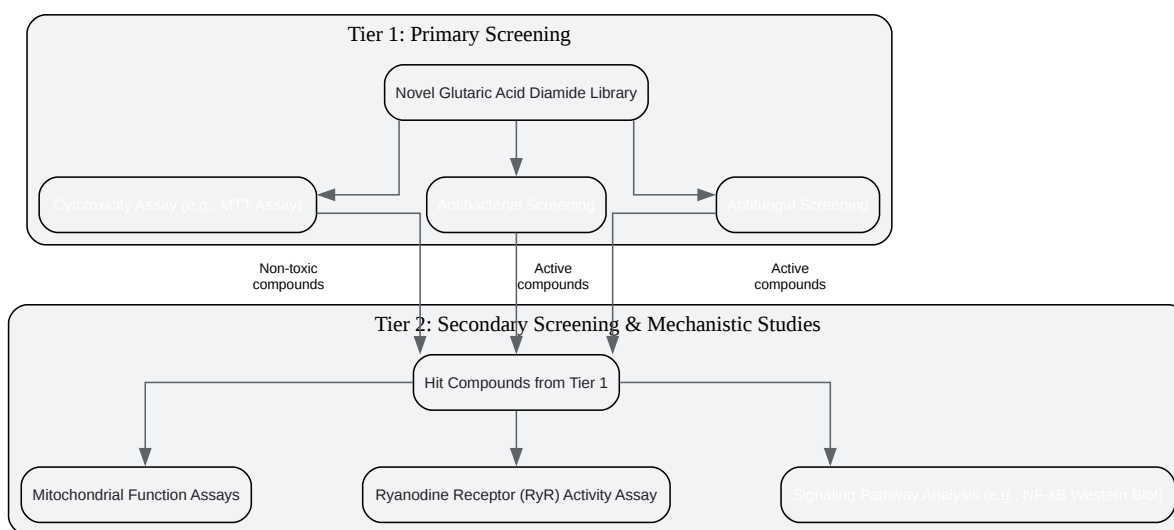 Tier 1: Primary Screening
Novel Glutaric Acid Diamide Library
Cytotoxicity Assay (e.g., MTT Assay)
Antibacterial Screening
Antifungal Screening
Non-toxic
compounds
Active
compounds
Active
compounds
Tier 2: Secondary Screening & Mechanistic Studies
Hit Compounds from Tier 1
Mitochondrial Function Assays
Ryanodine Receptor (RyR) Activity Assay
Signaling Pathway Analysis (e.g., NF-κB Western Blot)